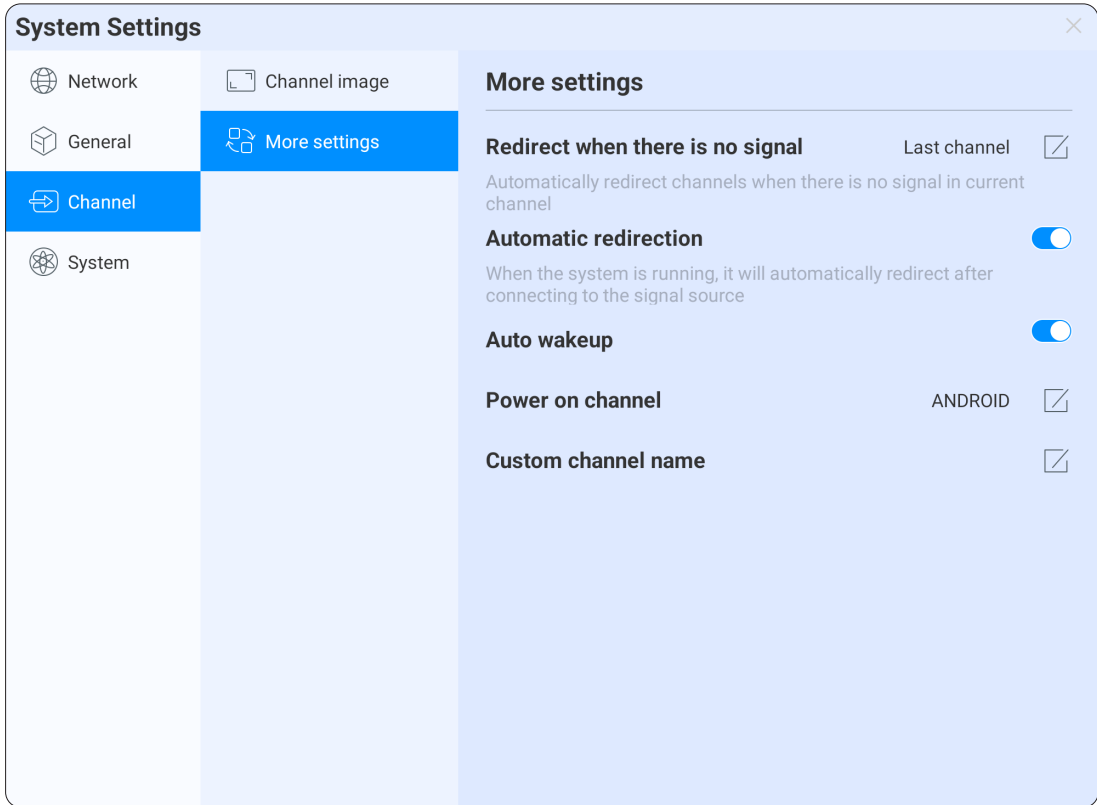 System Settings
Network
General
Channel
System
Channel image
More settings
More settings
Redirect when there is no signal Last channel
Automatically redirect channels when there is no signal in current
channel
Automatic redirection
When the system is running, it will automatically redirect after
connecting to the signal source
Auto wakeup
Power on channel ANDROID
Custom channel name